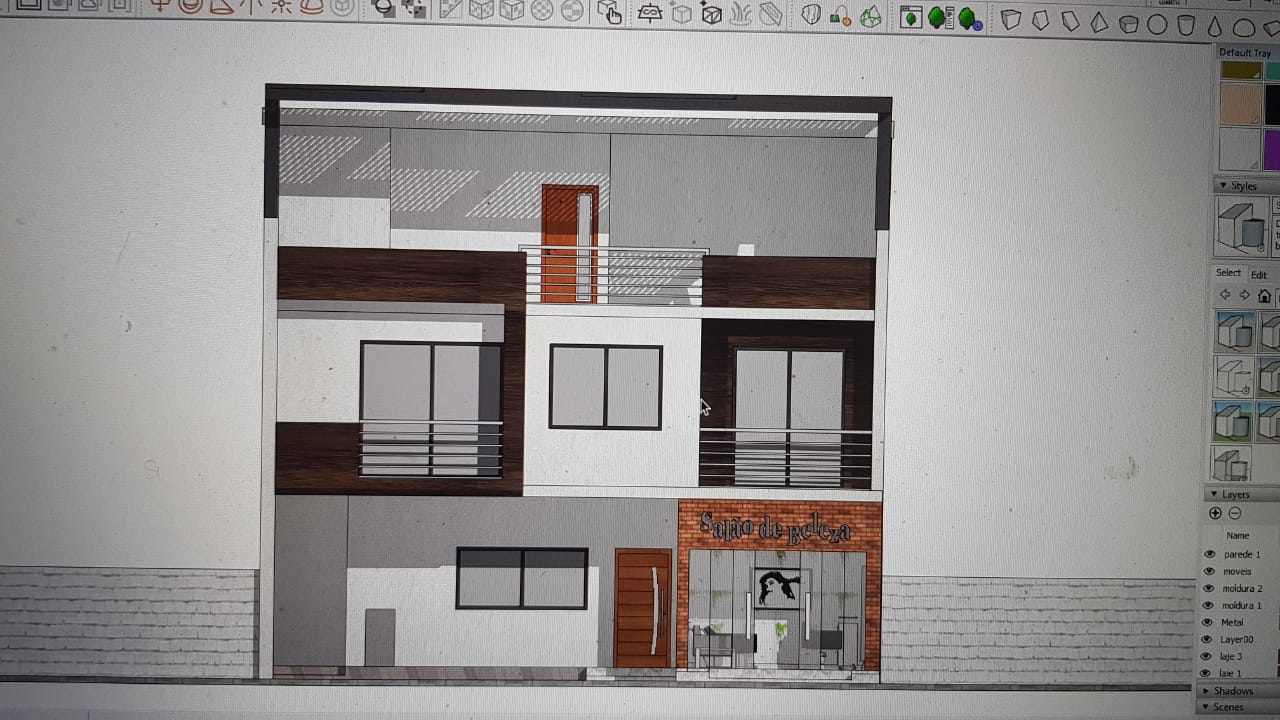 Default Tray
Styles
Select Edit
Layers
Name
Salão de Beleza
parede 1
moveis
moldura 2
moldura 1
Metal
Layer00
laje 3
laje 1
Shadows
Scenes